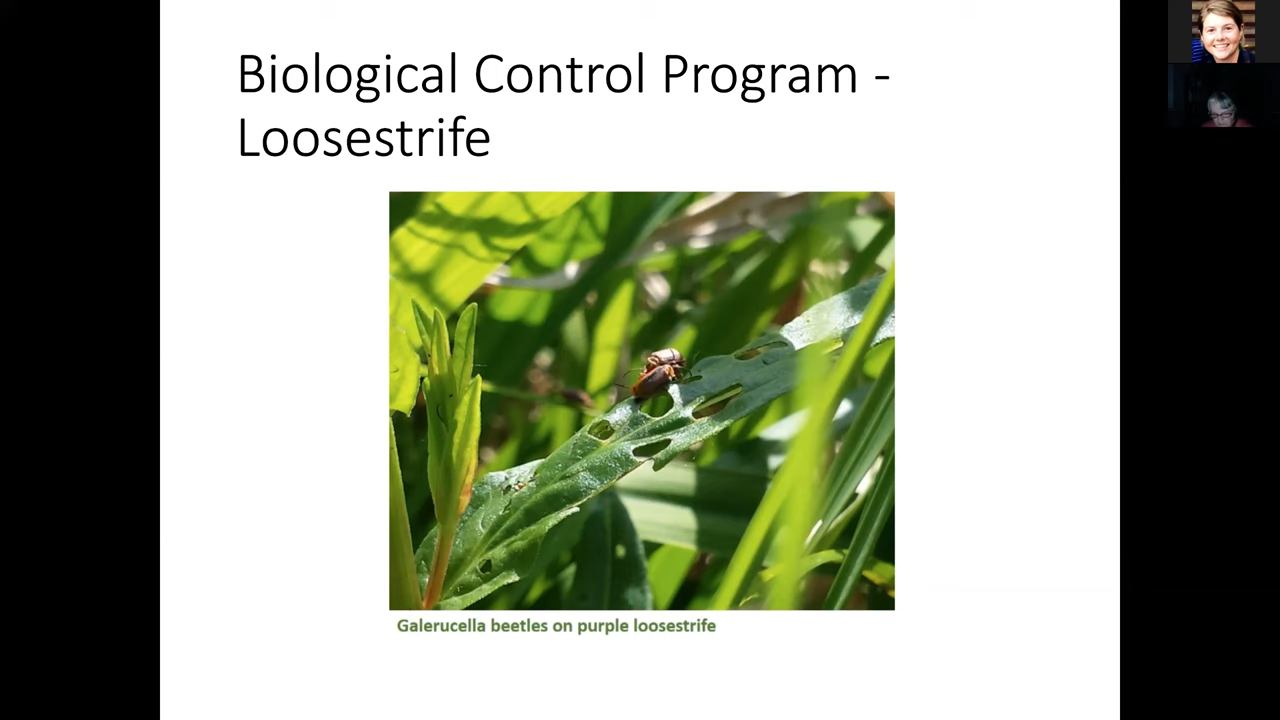 Biological Control Program -
Loosestrife
Galerucella beetles on purple loosestrife